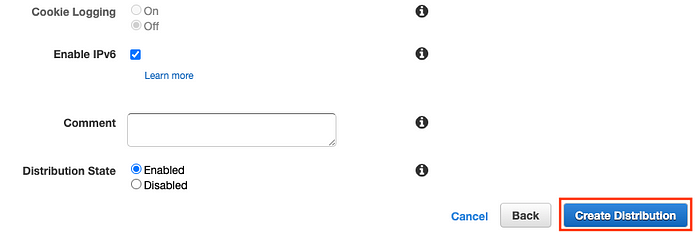 Cookie Logging On
Off
Enable IPv6
Learn more
Comment
Distribution State Enabled
Disabled
Cancel Back Create Distribution